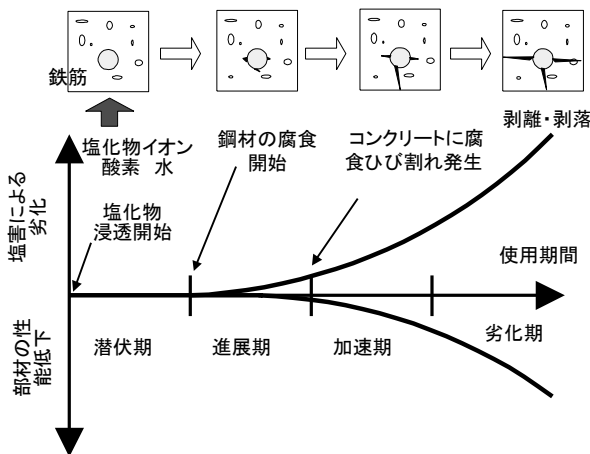 鉄筋
塩化物イオン
酸素 水
鋼材の腐食
開始
コンクリートに腐
食ひび割れ発生
剥離・剥落
塩害による
劣化
塩化物
浸透開始
使用期間
潜伏期
進展期
加速期
劣化期
部材の性
能低下